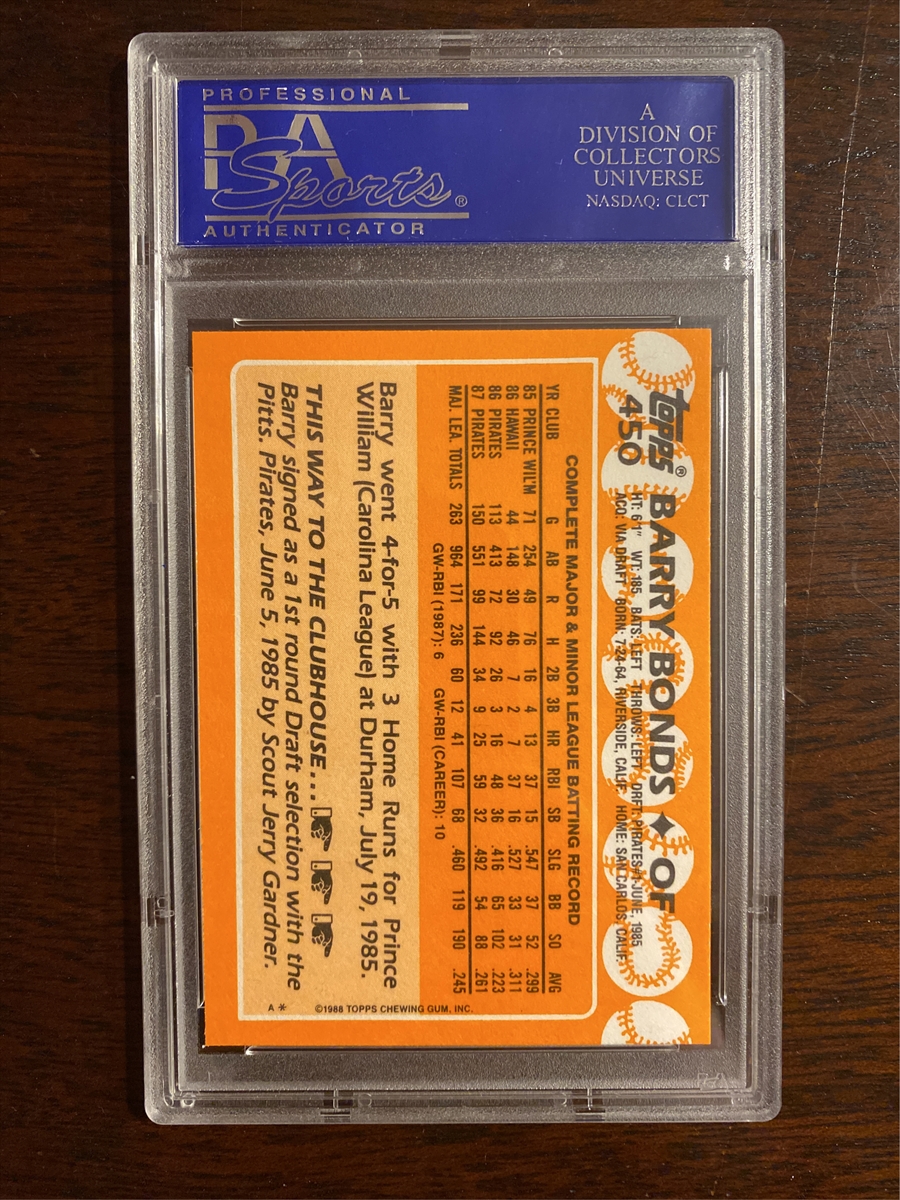 PROFESSIONAL
PSA
Sports®
AUTHENTICATOR
A
DIVISION OF
COLLECTORS
UNIVERSE
NASDAQ: CLCT
topps®
450
BARRY BONDS ✦ OF
HT: 6'1" WT: 185 BATS: LEFT THROWS: LEFT DRFT: PIRATES #1-JUNE, 1985
ACQ: VIA DRAFT BORN: 7-24-64, RIVERSIDE, CALIF. HOME: SAN CARLOS, CALIF.
COMPLETE MAJOR & MINOR LEAGUE BATTING RECORD
YR CLUB G AB R H 2B 3B HR RBI SB SLG BB SO AVG
85 PRINCE WIL'M 71 254 49 76 16 4 13 37 15 .547 37 52 .299
86 HAWAII 44 148 30 46 7 2 7 37 16 .527 33 31 .311
86 PIRATES 113 413 72 92 26 3 16 48 36 .416 65 102 .223
87 PIRATES 150 551 99 144 34 9 25 59 32 .492 54 88 .261
MAJ. LEA. TOTALS 263 964 171 236 60 12 41 107 68 .460 119 190 .245
GW-RBI (1987): 6 GW-RBI (CAREER): 10
Barry went 4-for-5 with 3 Home Runs for Prince
William (Carolina League) at Durham, July 19, 1985.
THIS WAY TO THE CLUBHOUSE...
Barry signed as a 1st round Draft selection with the
Pitts. Pirates, June 5, 1985 by Scout Jerry Gardner.
A * ©1988 TOPPS CHEWING GUM, INC.